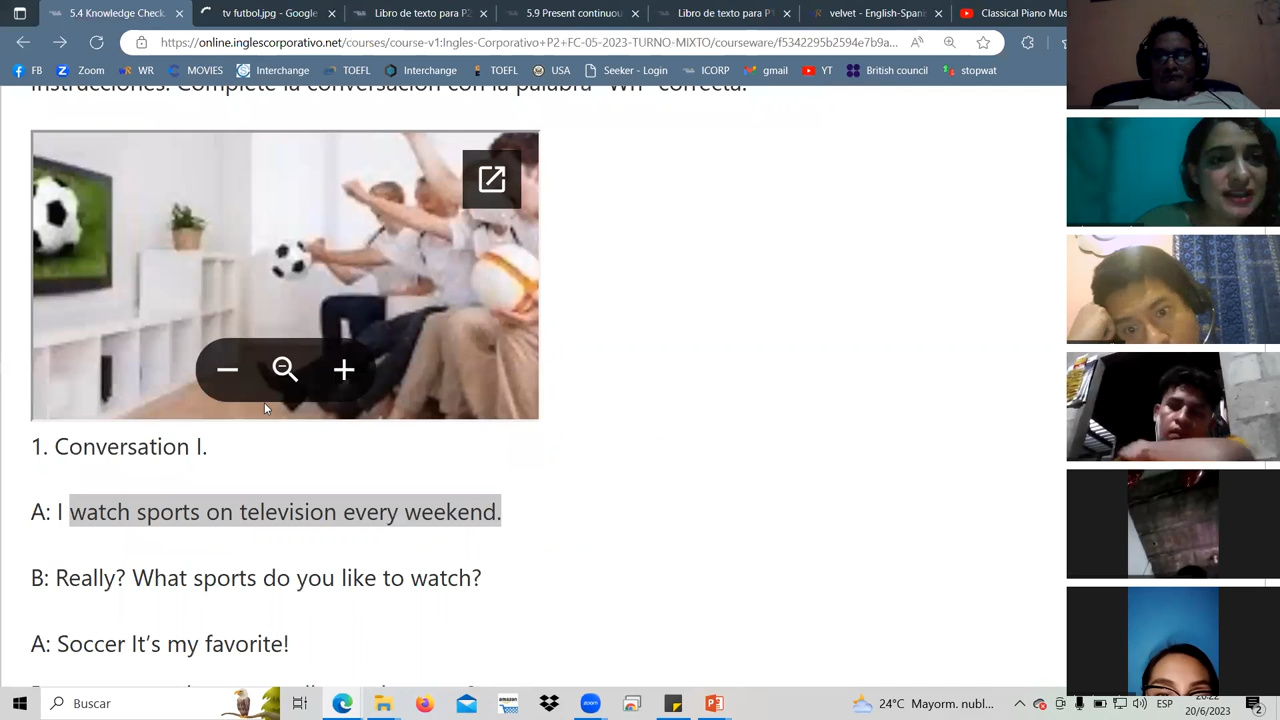 5.4 Knowledge Check.
tv futbol.jpg - Google
Libro de texto para P2
5.9 Present continuou
Libro de texto para P1
velvet - English-Spani
Classical Piano Mus
https://online.inglescorporativo.net/courses/course-v1:Ingles-Corporativo+P2+FC-05-2023-TURNO-MIXTO/courseware/f5342295b2594e7b9a...
FB
Zoom
WR
MOVIES
Interchange
TOEFL
Interchange
TOEFL
USA
Seeker - Login
ICORP
gmail
YT
British council
stopwat
Instrucciones: Complete la conversación con la palabra "Wh" correcta.
1. Conversation I.
A: I watch sports on television every weekend.
B: Really? What sports do you like to watch?
A: Soccer It's my favorite!
Buscar
24°C Mayorm. nubl...
ESP
20:22
20/6/2023
2